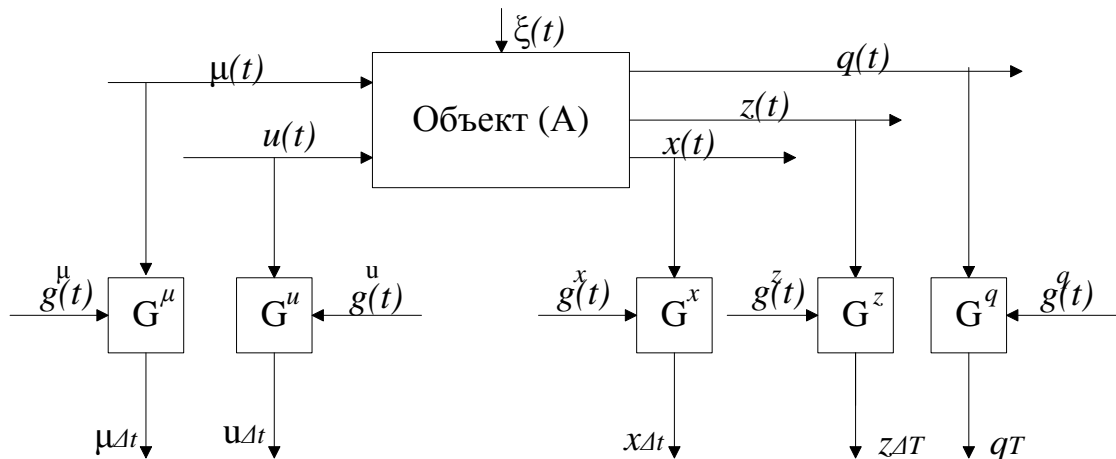 ξ(t)
μ(t)
q(t)
Объект (А)
z(t)
u(t)
x(t)
μ
g(t)
G^μ
G^u
u
g(t)
x
g(t)
G^x
z
g(t)
G^z
G^q
q
g(t)
μΔt
uΔt
xΔt
zΔT
qT